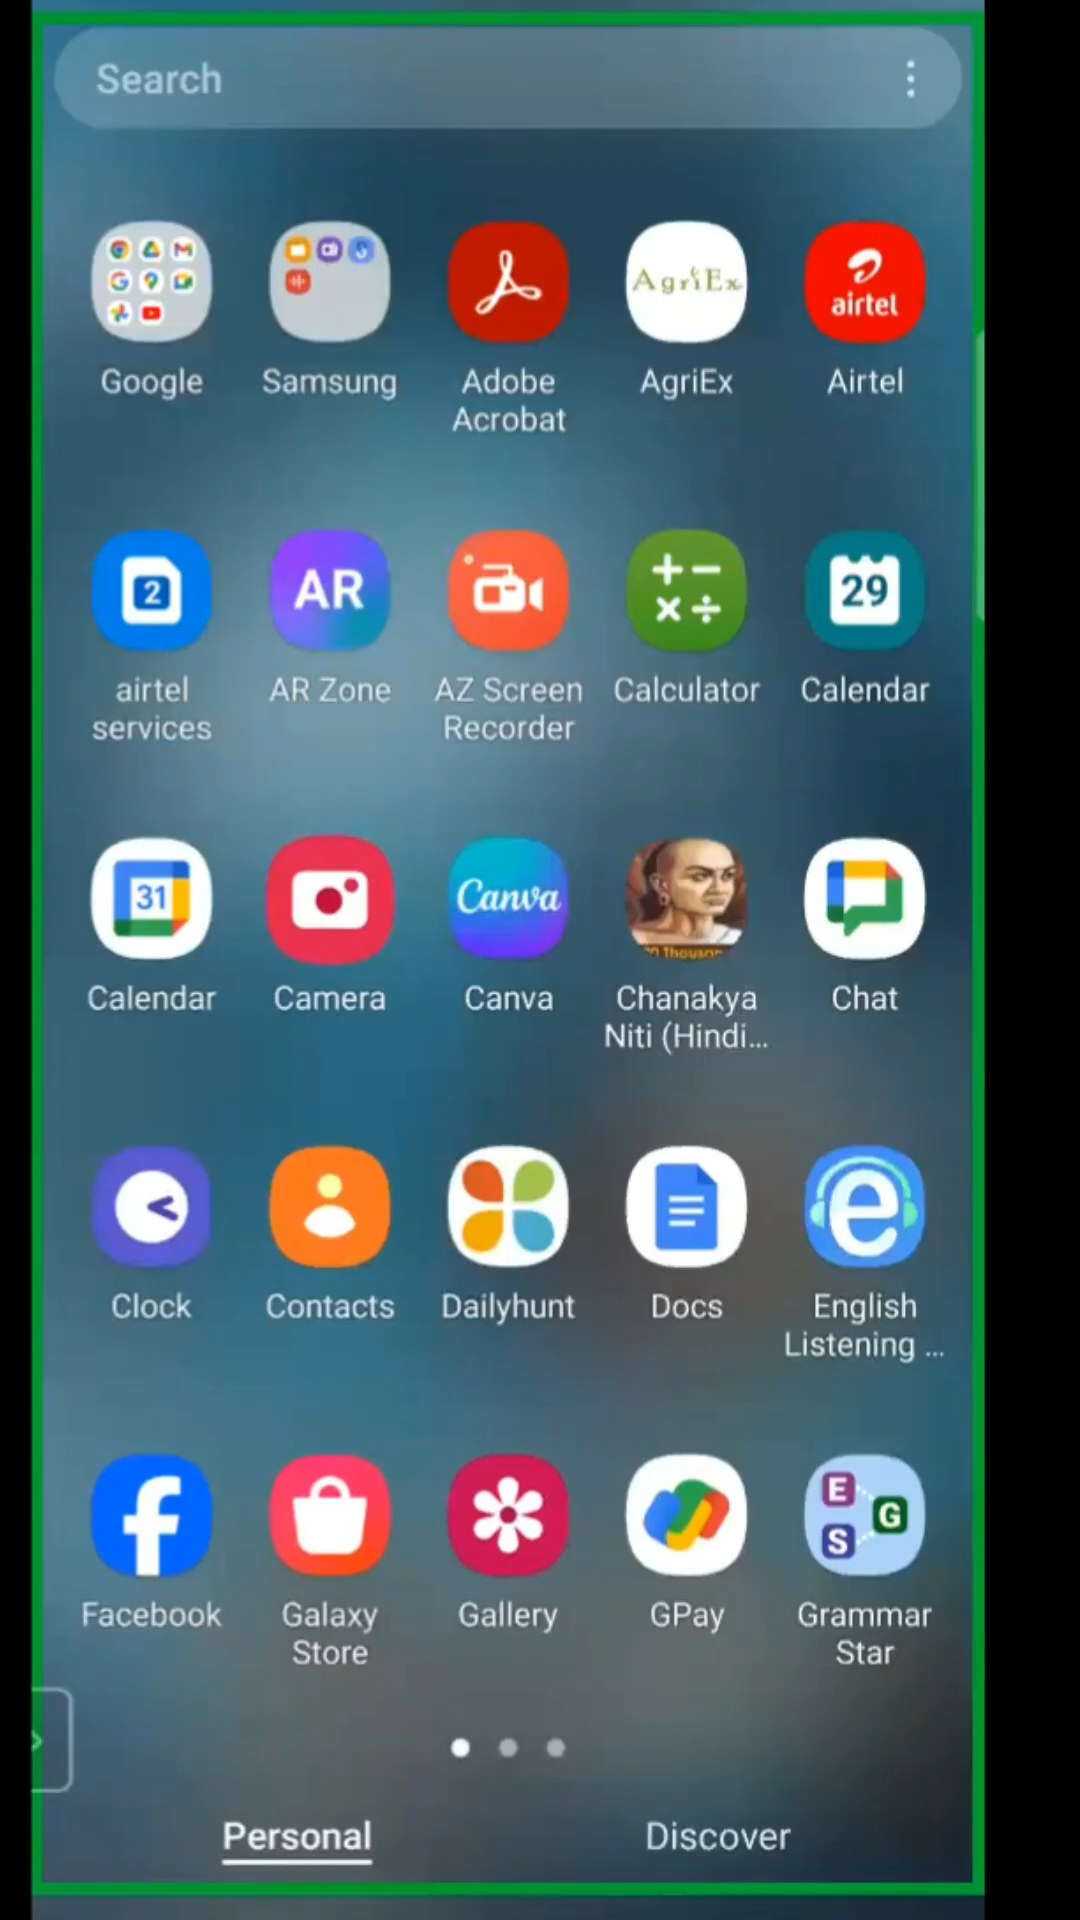 Search
AgriEx
airtel
Google
Samsung
Adobe
Acrobat
AgriEx
Airtel
2
AR
29
airtel
services
AR Zone
AZ Screen
Recorder
Calculator
Calendar
31
Canva
Calendar
Camera
Canva
Chanakya
Niti (Hindi...
Chat
Clock
Contacts
Dailyhunt
Docs
English
Listening ...
E
G
S
Facebook
Galaxy
Store
Gallery
GPay
Grammar
Star
Personal
Discover